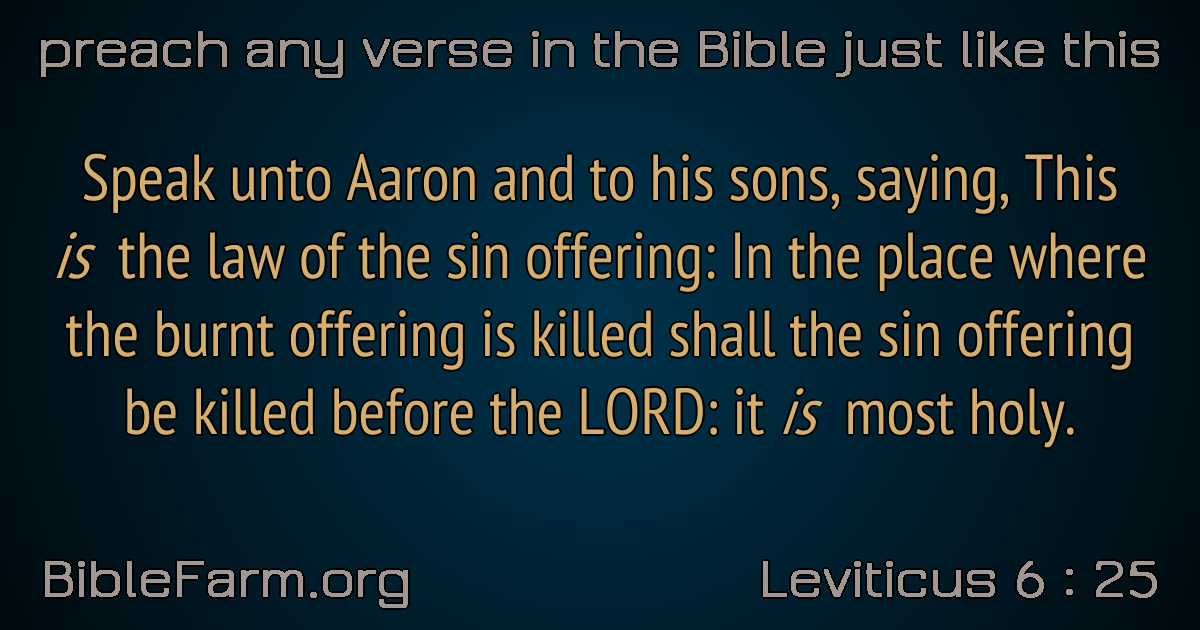 preach any verse in the Bible just like this
Speak unto Aaron and to his sons, saying, This
is the law of the sin offering: In the place where
the burnt offering is killed shall the sin offering
be killed before the LORD: it is most holy.
BibleFarm.org
Leviticus 6 : 25